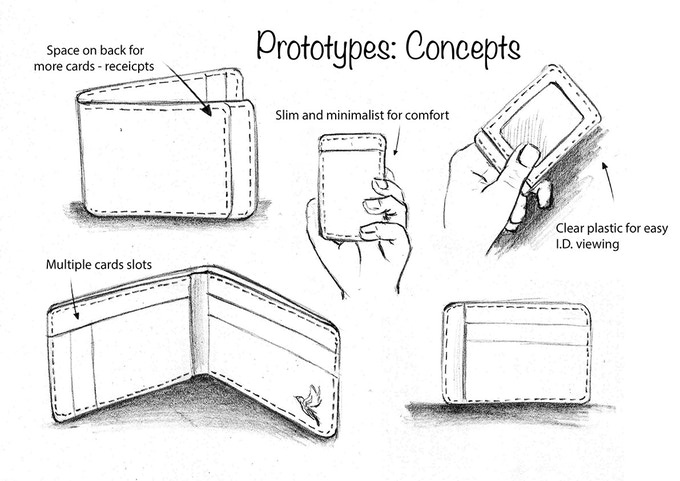 Prototypes: Concepts
Space on back for
more cards - receicpts
Slim and minimalist for comfort
Clear plastic for easy
I.D. viewing
Multiple cards slots